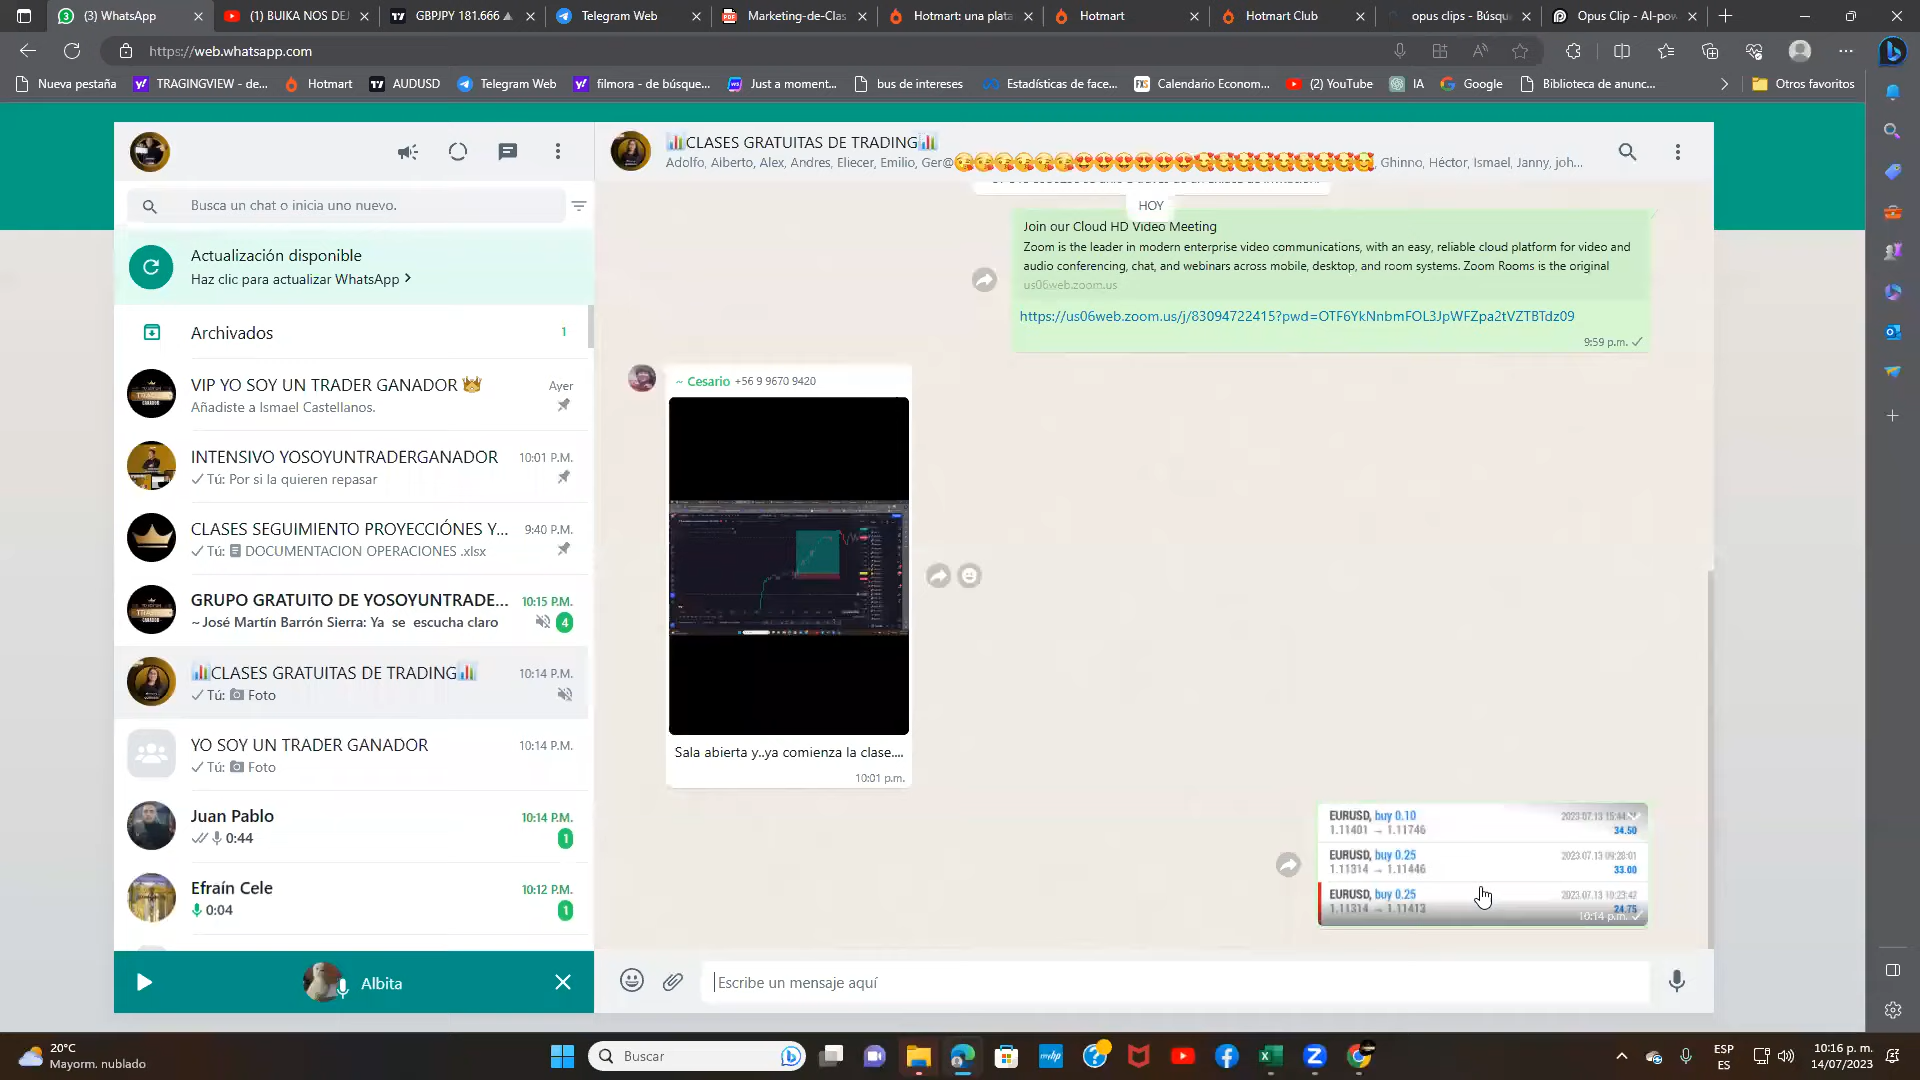 (3) WhatsApp
(1) BUIKA NOS DEJ
GBPJPY 181.666
Telegram Web
Marketing-de-Clas
Hotmart: una plata
Hotmart
Hotmart Club
opus clips - Búsqu
Opus Clip - AI-pow
https://web.whatsapp.com
Nueva pestaña
TRAGINGVIEW - de...
Hotmart
AUDUSD
Telegram Web
filmora - de búsque...
Just a moment...
bus de intereses
Estadísticas de face...
Calendario Econom...
(2) YouTube
IA
Google
Biblioteca de anunc...
Otros favoritos
Busca un chat o inicia uno nuevo.
Actualización disponible
Haz clic para actualizar WhatsApp >
Archivados
1
VIP YO SOY UN TRADER GANADOR 👑
Ayer
Añadiste a Ismael Castellanos.
INTENSIVO YOSOYUNTRADERGANADOR
10:01 P.M.
Tú: Por si la quieren repasar
CLASES SEGUIMIENTO PROYECCIÓNES Y...
9:40 P.M.
Tú: DOCUMENTACION OPERACIONES .xlsx
GRUPO GRATUITO DE YOSOYUNTRADE...
10:15 P.M.
~José Martín Barrón Sierra: Ya se escucha claro
4
📊CLASES GRATUITAS DE TRADING📊
10:14 P.M.
Tú: Foto
YO SOY UN TRADER GANADOR
10:14 P.M.
Tú: Foto
Juan Pablo
10:14 P.M.
0:44
1
Efraín Cele
10:12 P.M.
0:04
1
Albita
📊CLASES GRATUITAS DE TRADING📊
Adolfo, Alberto, Alex, Andres, Eliecer, Emilio, Ger@😘😘😘😘😘😘😍😍😍😍😍😍🥰🥰🥰🥰🥰🥰🥰🥰🥰, Ghinno, Héctor, Ismael, Janny, joh...
HOY
Join our Cloud HD Video Meeting
Zoom is the leader in modern enterprise video communications, with an easy, reliable cloud platform for video and
audio conferencing, chat, and webinars across mobile, desktop, and room systems. Zoom Rooms is the original
us06web.zoom.us
https://us06web.zoom.us/j/83094722415?pwd=OTF6YkNnbmFOL3JpWFZpa2tVZTBTdz09
9:59 p.m.
~ Cesario +56 9 9670 9420
Sala abierta y..ya comienza la clase....
10:01 p.m.
EURUSD, buy 0.10
1.11401 → 1.11746
34.50
EURUSD, buy 0.25
2023.07.13 09:28:01
1.11314 → 1.11446
33.00
EURUSD, buy 0.25
2023.07.13 10:23:47
1.11314 → 1.11413
24.75
10:14 p.m.
Escribe un mensaje aquí
20°C
Mayorm. nublado
Buscar
ESP
ES
10:16 p. m.
14/07/2023